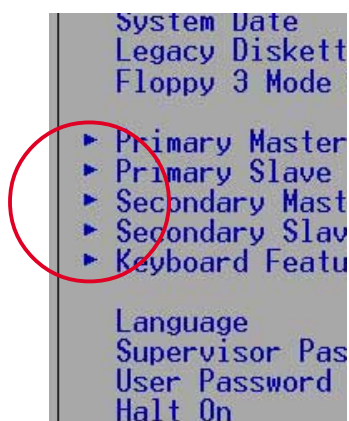 System Date
Legacy Diskett
Floppy 3 Mode
Primary Master
Primary Slave
Secondary Mast
Secondary Slav
Keyboard Featu
Language
Supervisor Pas
User Password
Halt On